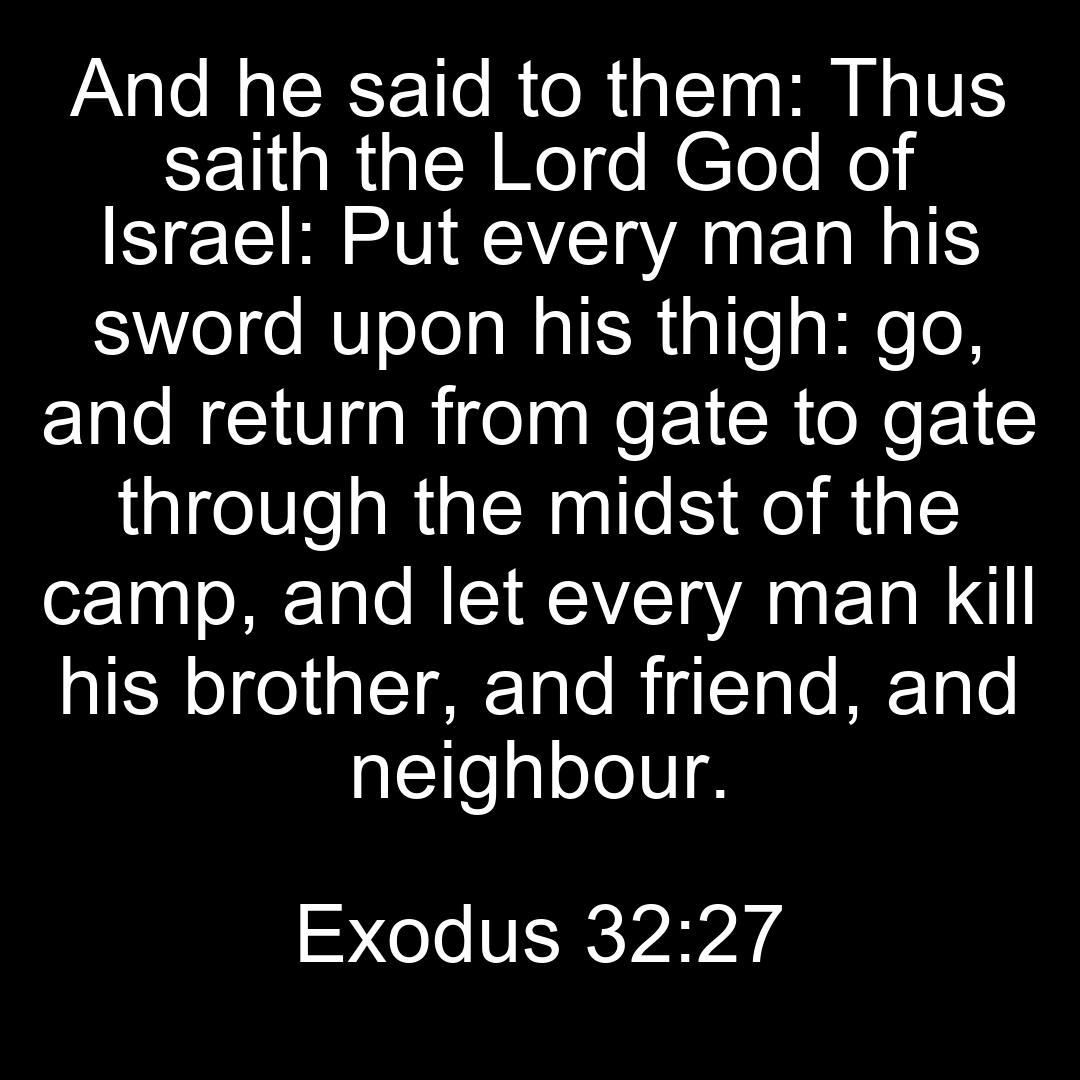 And he said to them: Thus
saith the Lord God of
Israel: Put every man his
sword upon his thigh: go,
and return from gate to gate
through the midst of the
camp, and let every man kill
his brother, and friend, and
neighbour.
Exodus 32:27